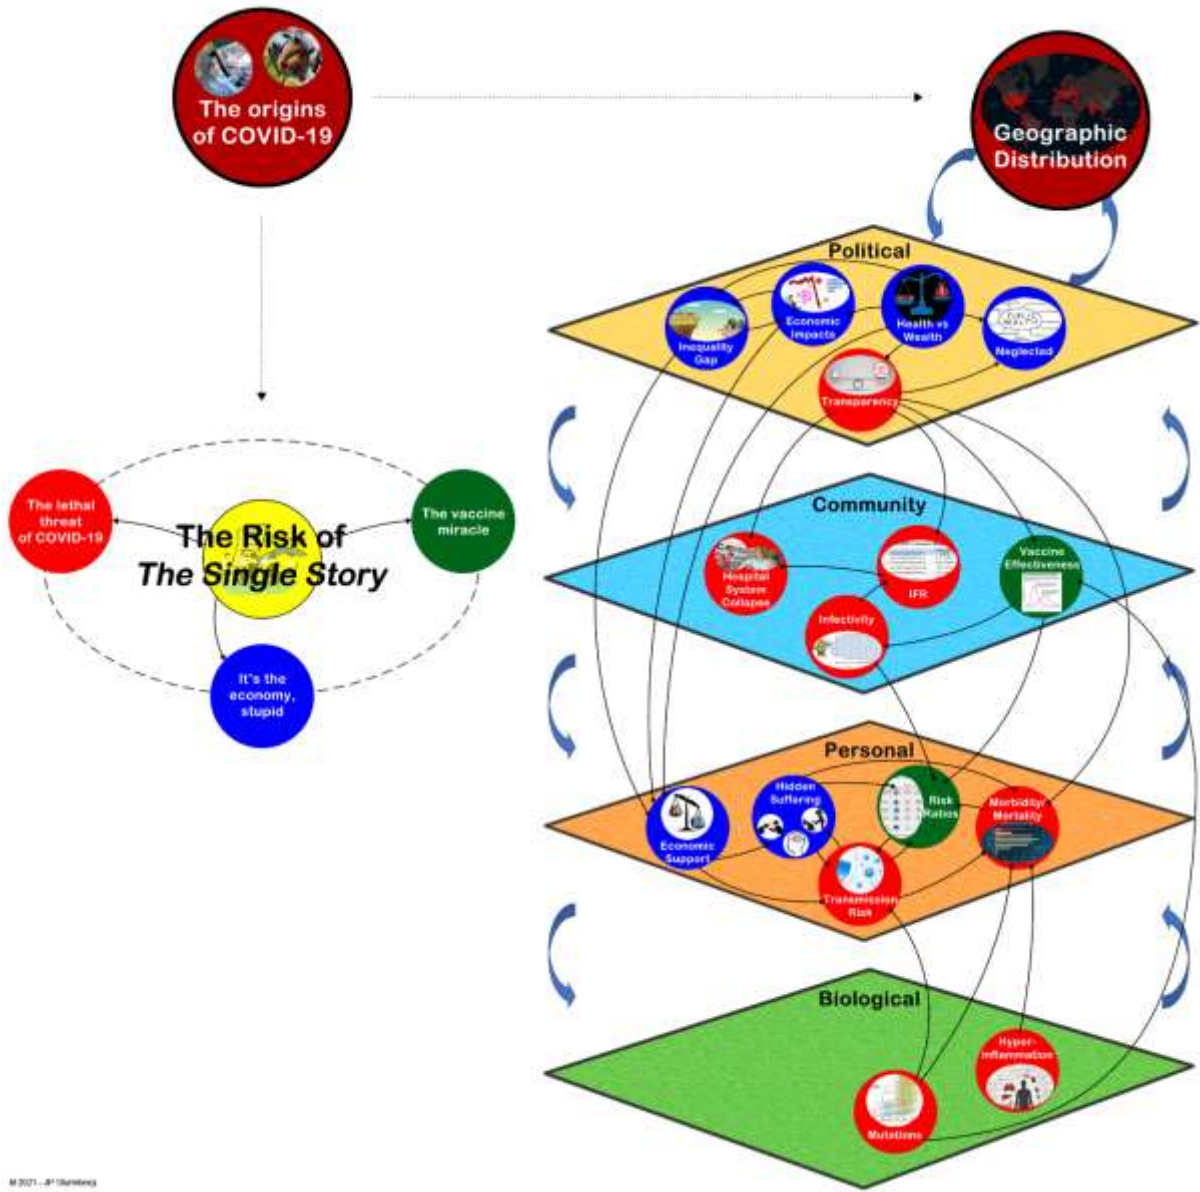 The origins
of COVID-19
Geographic
Distribution
Political
Inequality
Gap
Economic
Impacts
Health vs
Wealth
PUBLIC
HEALTH
Neglected
Transparency
The lethal
threat
of COVID-19
The Risk of
The Single Story
The vaccine
miracle
It's the
economy,
stupid
Community
Hospital
System
Collapse
IFR
Vaccine
Effectiveness
Infectivity
Personal
Economic
Support
Hidden
Suffering
Risk
Ratios
Morbidity/
Mortality
Transmission
Risk
Biological
Hyper-
inflammation
Mutations
2021